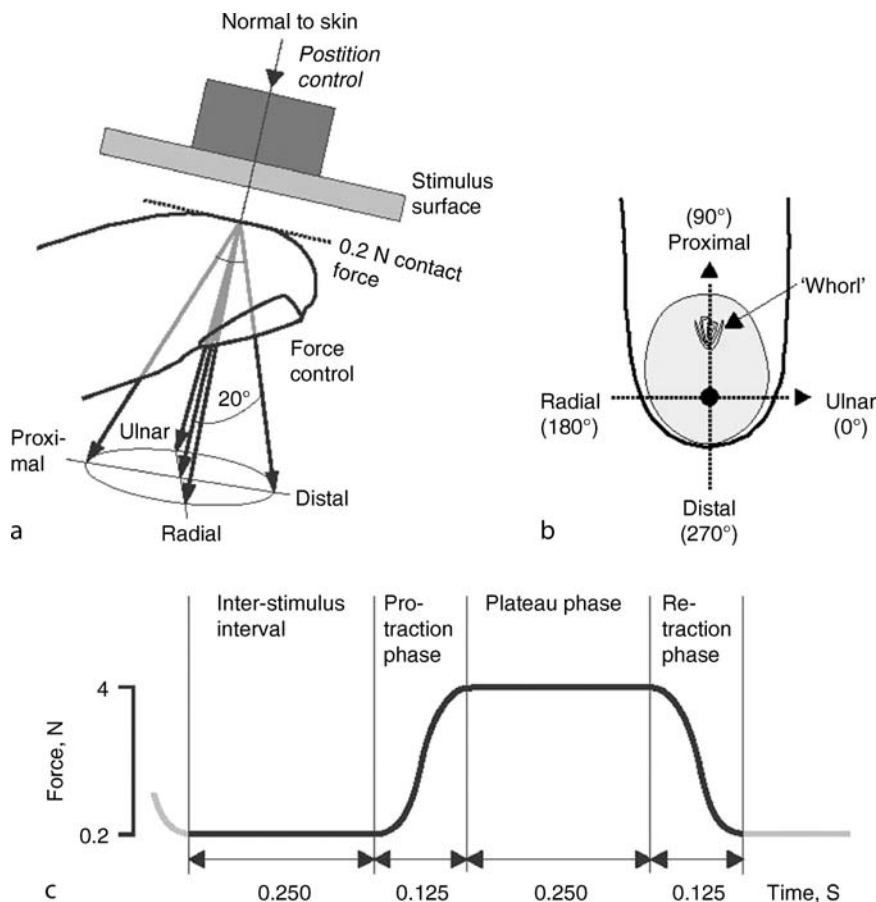 Normal to skin
Postition
control
Stimulus
surface
0.2 N contact
force
Force
control
20°
Proxi-
mal
Ulnar
Distal
Radial
a
(90°)
Proximal
'Whorl'
Radial
(180°)
Ulnar
(0°)
Distal
(270°)
b
Inter-stimulus
interval
Pro-
traction
phase
Plateau phase
Re-
traction
phase
4
Force, N
0.2
c
0.250
0.125
0.250
0.125
Time, S